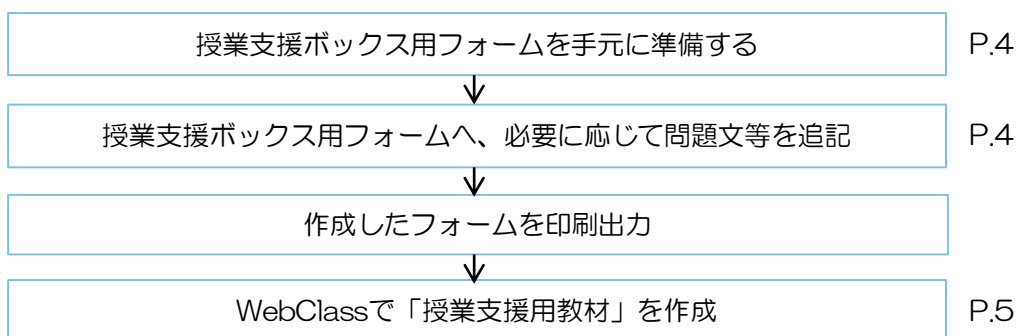 授業支援ボックス用フォームを手元に準備する P.4
授業支援ボックス用フォームへ、必要に応じて問題文等を追記 P.4
作成したフォームを印刷出力
WebClassで「授業支援用教材」を作成 P.5